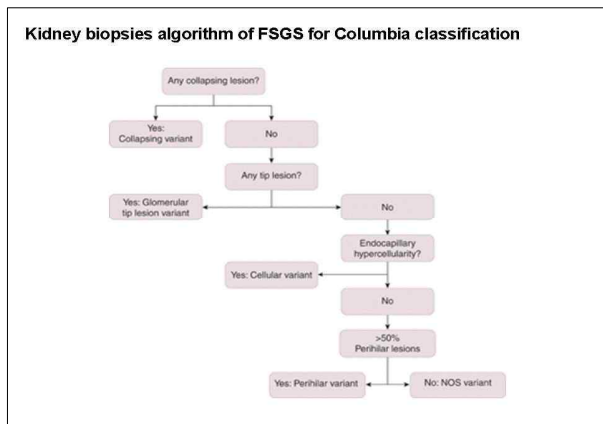 Kidney biopsies algorithm of FSGS for Columbia classification
Any collapsing lesion?
Yes:
Collapsing variant
No
Any tip lesion?
Yes: Glomerular
tip lesion variant
No
Endocapillary
hypercellularity?
Yes: Cellular variant
No
>50%
Perihilar lesions
Yes: Perihilar variant
No: NOS variant